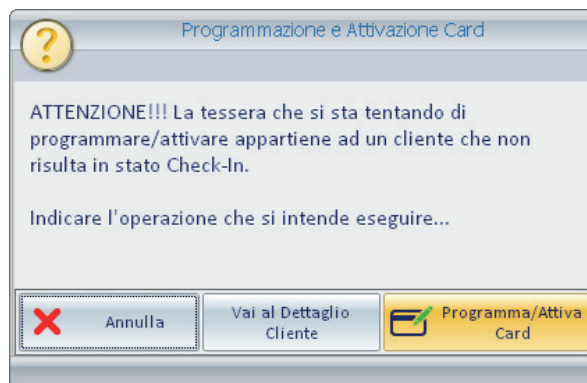 Programmazione e Attivazione Card
ATTENZIONE!!! La tessera che si sta tentando di
programmare/attivare appartiene ad un cliente che non
risulta in stato Check-In.
Indicare l'operazione che si intende eseguire...
Annulla
Vai al Dettaglio
Cliente
Programma/Attiva
Card